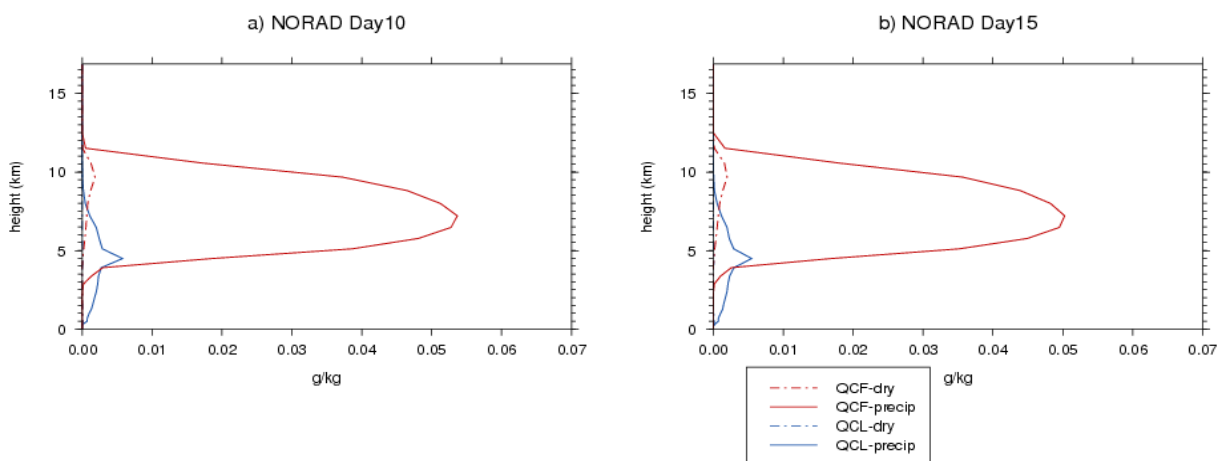 a) NORAD Day10
b) NORAD Day15
height (km)
15
10
5
0
0.00 0.01 0.02 0.03 0.04 0.05 0.06 0.07
g/kg
height (km)
15
10
5
0
0.00 0.01 0.02 0.03 0.04 0.05 0.06 0.07
g/kg
QCF-dry
QCF-precip
QCL-dry
QCL-precip